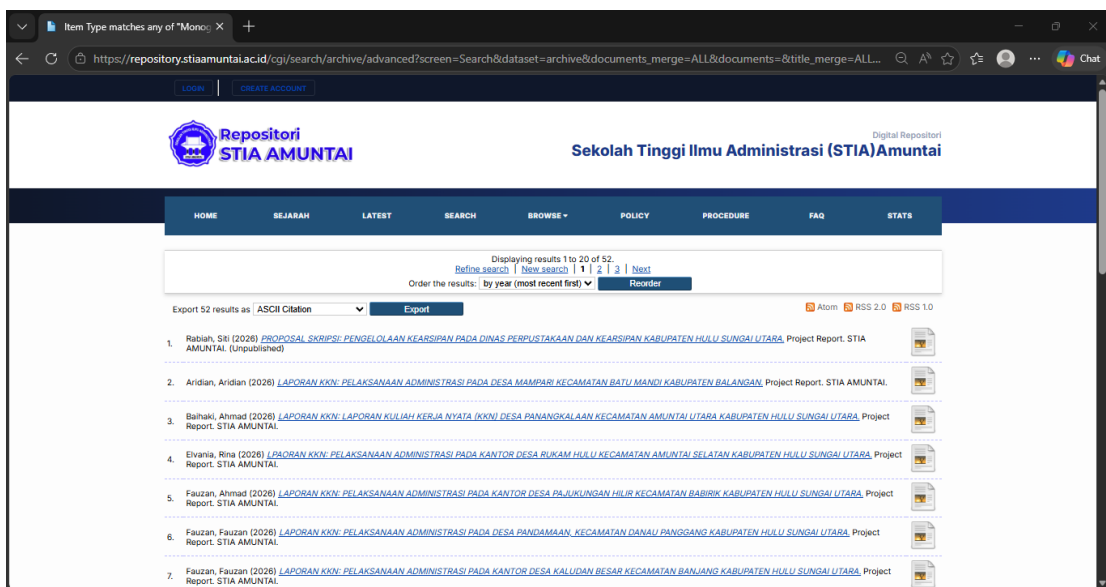 Item Type matches any of "Monog
https://repository.stiaamuntai.ac.id/cgi/search/archive/advanced?screen=Search&dataset=archive&documents_merge=ALL&documents=&title_merge=ALL...
Chat
LOGIN
CREATE ACCOUNT
Repositori
STIA AMUNTAI
Digital Repositori
Sekolah Tinggi Ilmu Administrasi (STIA)Amuntai
HOME SEJARAH LATEST SEARCH BROWSE POLICY PROCEDURE FAQ STATS
Displaying results 1 to 20 of 52.
Refine search | New search | 1 | 2 | 3 | Next
Order the results: by year (most recent first) Reorder
Export 52 results as ASCII Citation Export Atom RSS 2.0 RSS 1.0
1. Rabiah, Siti (2026) PROPOSAL SKRIPSI: PENGELOLAAN KEARSIPAN PADA DINAS PERPUSTAKAAN DAN KEARSIPAN KABUPATEN HULU SUNGAI UTARA. Project Report. STIA
AMUNTAI. (Unpublished)
2. Aridian, Aridian (2026) LAPORAN KKN: PELAKSANAAN ADMINISTRASI PADA DESA MAMPARI KECAMATAN BATU MANDI KABUPATEN BALANGAN. Project Report. STIA AMUNTAI.
3. Baihaki, Ahmad (2026) LAPORAN KKN: LAPORAN KULIAH KERJA NYATA (KKN) DESA PANANGKALAAN KECAMATAN AMUNTAI UTARA KABUPATEN HULU SUNGAI UTARA. Project
Report. STIA AMUNTAI.
4. Elvania, Rina (2026) LPAORAN KKN: PELAKSANAAN ADMINISTRASI PADA KANTOR DESA RUKAM HULU KECAMATAN AMUNTAI SELATAN KABUPATEN HULU SUNGAI UTARA. Project
Report. STIA AMUNTAI.
5. Fauzan, Ahmad (2026) LAPORAN KKN: PELAKSANAAN ADMINISTRASI PADA KANTOR DESA PAJUKUNGAN HILIR KECAMATAN BABIRIK KABUPATEN HULU SUNGAI UTARA. Project
Report. STIA AMUNTAI.
6. Fauzan, Fauzan (2026) LAPORAN KKN: PELAKSANAAN ADMINISTRASI PADA DESA PANDAMAAN, KECAMATAN DANAU PANGGANG KABUPATEN HULU SUNGAI UTARA. Project
Report. STIA AMUNTAI.
7. Fauzan, Fauzan (2026) LAPORAN KKN: PELAKSANAAN ADMINISTRASI PADA KANTOR DESA KALUDAN BESAR KECAMATAN BANJANG KABUPATEN HULU SUNGAI UTARA. Project
Report. STIA AMUNTAI.